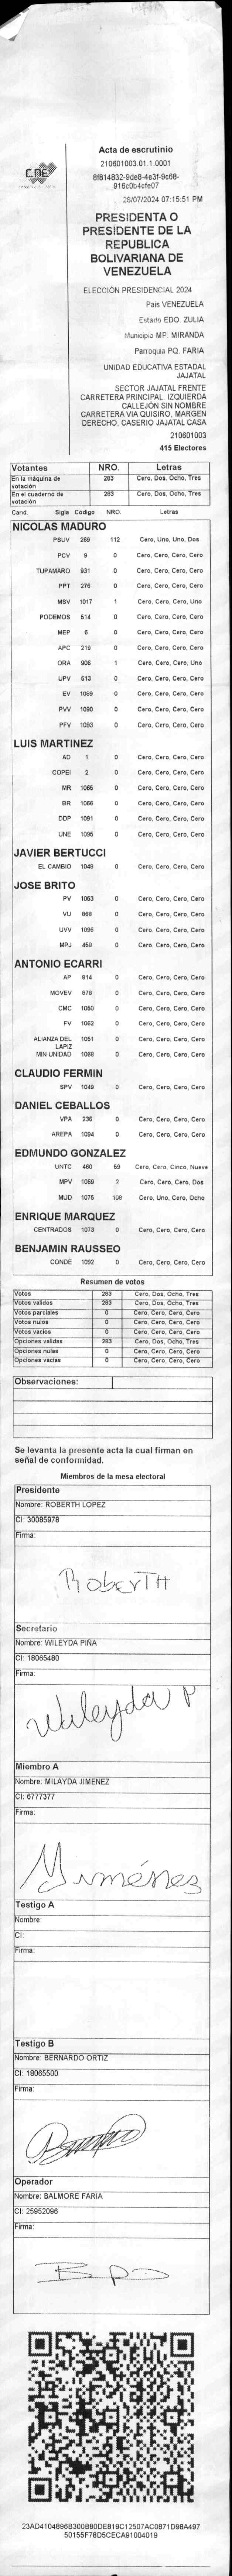 CNE
Acta de escrutinio
210601003.01.1.0001
8f814832-9de8-4e3f-9c68-
916c0b4cfe07
28/07/2024 07:15:51 PM
PRESIDENTA O
PRESIDENTE DE LA
REPUBLICA
BOLIVARIANA DE
VENEZUELA
ELECCIÓN PRESIDENCIAL 2024
País VENEZUELA
Estado EDO. ZULIA
Municipio MP. MIRANDA
Parroquia PQ. FARIA
UNIDAD EDUCATIVA ESTADAL
JAJATAL
SECTOR JAJATAL FRENTE
CARRETERA PRINCIPAL. IZQUIERDA
CALLEJÓN SIN NOMBRE
CARRETERA VIA QUISIRO. MARGEN
DERECHO. CASERIO JAJATAL CASA
210601003
415 Electores
Votantes NRO. Letras
En la máquina de votación 283 Cero, Dos, Ocho, Tres
En el cuaderno de votación 283 Cero, Dos, Ocho, Tres
Cand. Sigla Código NRO. Letras
NICOLAS MADURO
PSUV 269 112 Cero, Uno, Uno, Dos
PCV 9 0 Cero, Cero, Cero, Cero
TUPAMARO 931 0 Cero, Cero, Cero, Cero
PPT 276 0 Cero, Cero, Cero, Cero
MSV 1017 1 Cero, Cero, Cero, Uno
PODEMOS 514 0 Cero, Cero, Cero, Cero
MEP 6 0 Cero, Cero, Cero, Cero
APC 219 0 Cero, Cero, Cero, Cero
ORA 906 1 Cero, Cero, Cero, Uno
UPV 513 0 Cero, Cero, Cero, Cero
EV 1089 0 Cero, Cero, Cero, Cero
PVV 1090 0 Cero, Cero, Cero, Cero
PFV 1093 0 Cero, Cero, Cero, Cero
LUIS MARTINEZ
AD 1 0 Cero, Cero, Cero, Cero
COPEI 2 0 Cero, Cero, Cero, Cero
MR 1065 0 Cero, Cero, Cero, Cero
BR 1066 0 Cero, Cero, Cero, Cero
DDP 1091 0 Cero, Cero, Cero, Cero
UNE 1095 0 Cero, Cero, Cero, Cero
JAVIER BERTUCCI
EL CAMBIO 1048 0 Cero, Cero, Cero, Cero
JOSE BRITO
PV 1053 0 Cero, Cero, Cero, Cero
VU 868 0 Cero, Cero, Cero, Cero
UVV 1096 0 Cero, Cero, Cero, Cero
MPJ 458 0 Cero, Cero, Cero, Cero
ANTONIO ECARRI
AP 814 0 Cero, Cero, Cero, Cero
MOVEV 679 0 Cero, Cero, Cero, Cero
CMC 1050 0 Cero, Cero, Cero, Cero
FV 1062 0 Cero, Cero, Cero, Cero
ALIANZA DEL LAPIZ 1051 0 Cero, Cero, Cero, Cero
MIN UNIDAD 1068 0 Cero, Cero, Cero, Cero
CLAUDIO FERMIN
SPV 1049 0 Cero, Cero, Cero, Cero
DANIEL CEBALLOS
VPA 236 0 Cero, Cero, Cero, Cero
AREPA 1094 0 Cero, Cero, Cero, Cero
EDMUNDO GONZALEZ
UNTC 460 59 Cero, Cero, Cinco, Nueve
MPV 1069 2 Cero, Cero, Cero, Dos
MUD 1075 108 Cero, Uno, Cero, Ocho
ENRIQUE MARQUEZ
CENTRADOS 1073 0 Cero, Cero, Cero, Cero
BENJAMIN RAUSSEO
CONDE 1092 0 Cero, Cero, Cero, Cero
Resumen de votos
Votos 283 Cero, Dos, Ocho, Tres
Votos validos 283 Cero, Dos, Ocho, Tres
Votos parciales 0 Cero, Cero, Cero, Cero
Votos nulos 0 Cero, Cero, Cero, Cero
Votos vacíos 0 Cero, Cero, Cero, Cero
Opciones validas 283 Cero, Dos, Ocho, Tres
Opciones nulas 0 Cero, Cero, Cero, Cero
Opciones vacías 0 Cero, Cero, Cero, Cero
Observaciones:
Se levanta la presente acta la cual firman en
señal de conformidad.
Miembros de la mesa electoral
Presidente
Nombre: ROBERTH LOPEZ
CI: 30085978
Firma:
RoberTH
Secretario
Nombre: WILEYDA PIÑA
CI: 18065480
Firma:
Wileyda P
Miembro A
Nombre: MILAYDA JIMENEZ
CI: 6777377
Firma:
Testigo A
Nombre:
CI:
Firma:
Testigo B
Nombre: BERNARDO ORTIZ
CI: 18065500
Firma:
Operador
Nombre: BALMORE FARIA
CI: 25952096
Firma:
23AD4104896B300B80DE819C12507AC0B71D98A497
50155F78D5CECA91004019